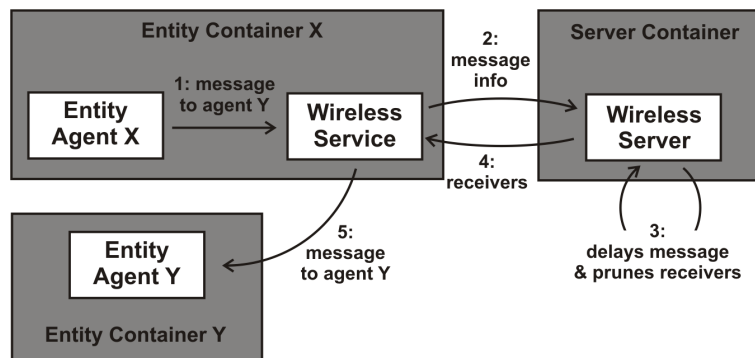 Entity Container X
1: message
to agent Y
Entity
Agent X
Wireless
Service
2:
message
info
4:
receivers
Server Container
Wireless
Server
3:
delays message
& prunes receivers
5:
message
to agent Y
Entity
Agent Y
Entity Container Y